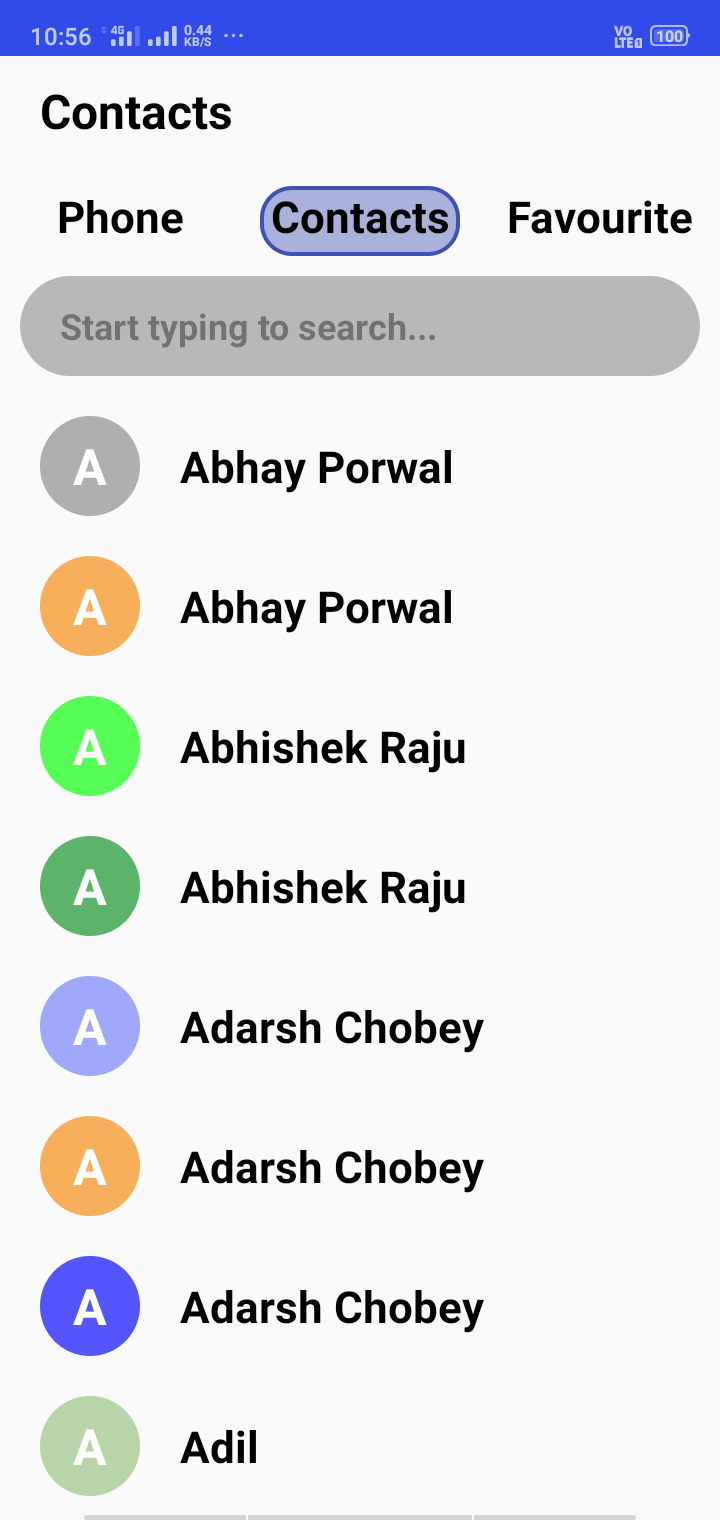 10:56 4G 0.44 KB/S ... VO LTE 100
Contacts
Phone Contacts Favourite
Start typing to search...
A Abhay Porwal
A Abhay Porwal
A Abhishek Raju
A Abhishek Raju
A Adarsh Chobey
A Adarsh Chobey
A Adarsh Chobey
A Adil